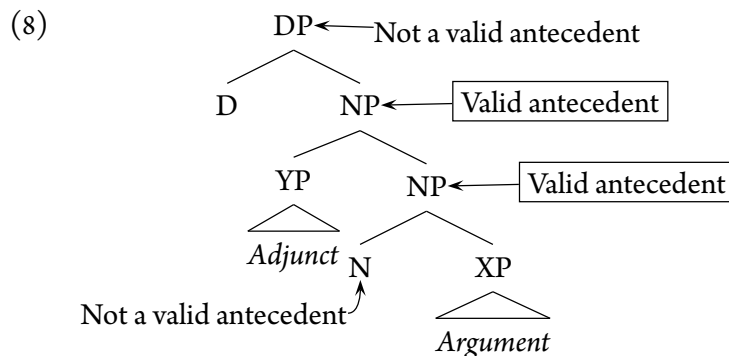 (8) DP Not a valid antecedent
D NP Valid antecedent
YP NP Valid antecedent
Adjunct N XP
Not a valid antecedent Argument